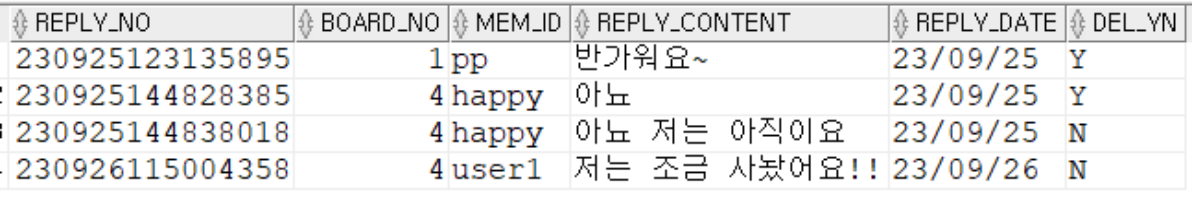 REPLY_NO BOARD_NO MEM_ID REPLY_CONTENT REPLY_DATE DEL_YN
230925123135895 1 pp 반가워요~ 23/09/25 Y
230925144828385 4 happy 아뇨 23/09/25 Y
230925144838018 4 happy 아뇨 저는 아직이요 23/09/25 N
230926115004358 4 user1 저는 조금 사놨어요!! 23/09/26 N